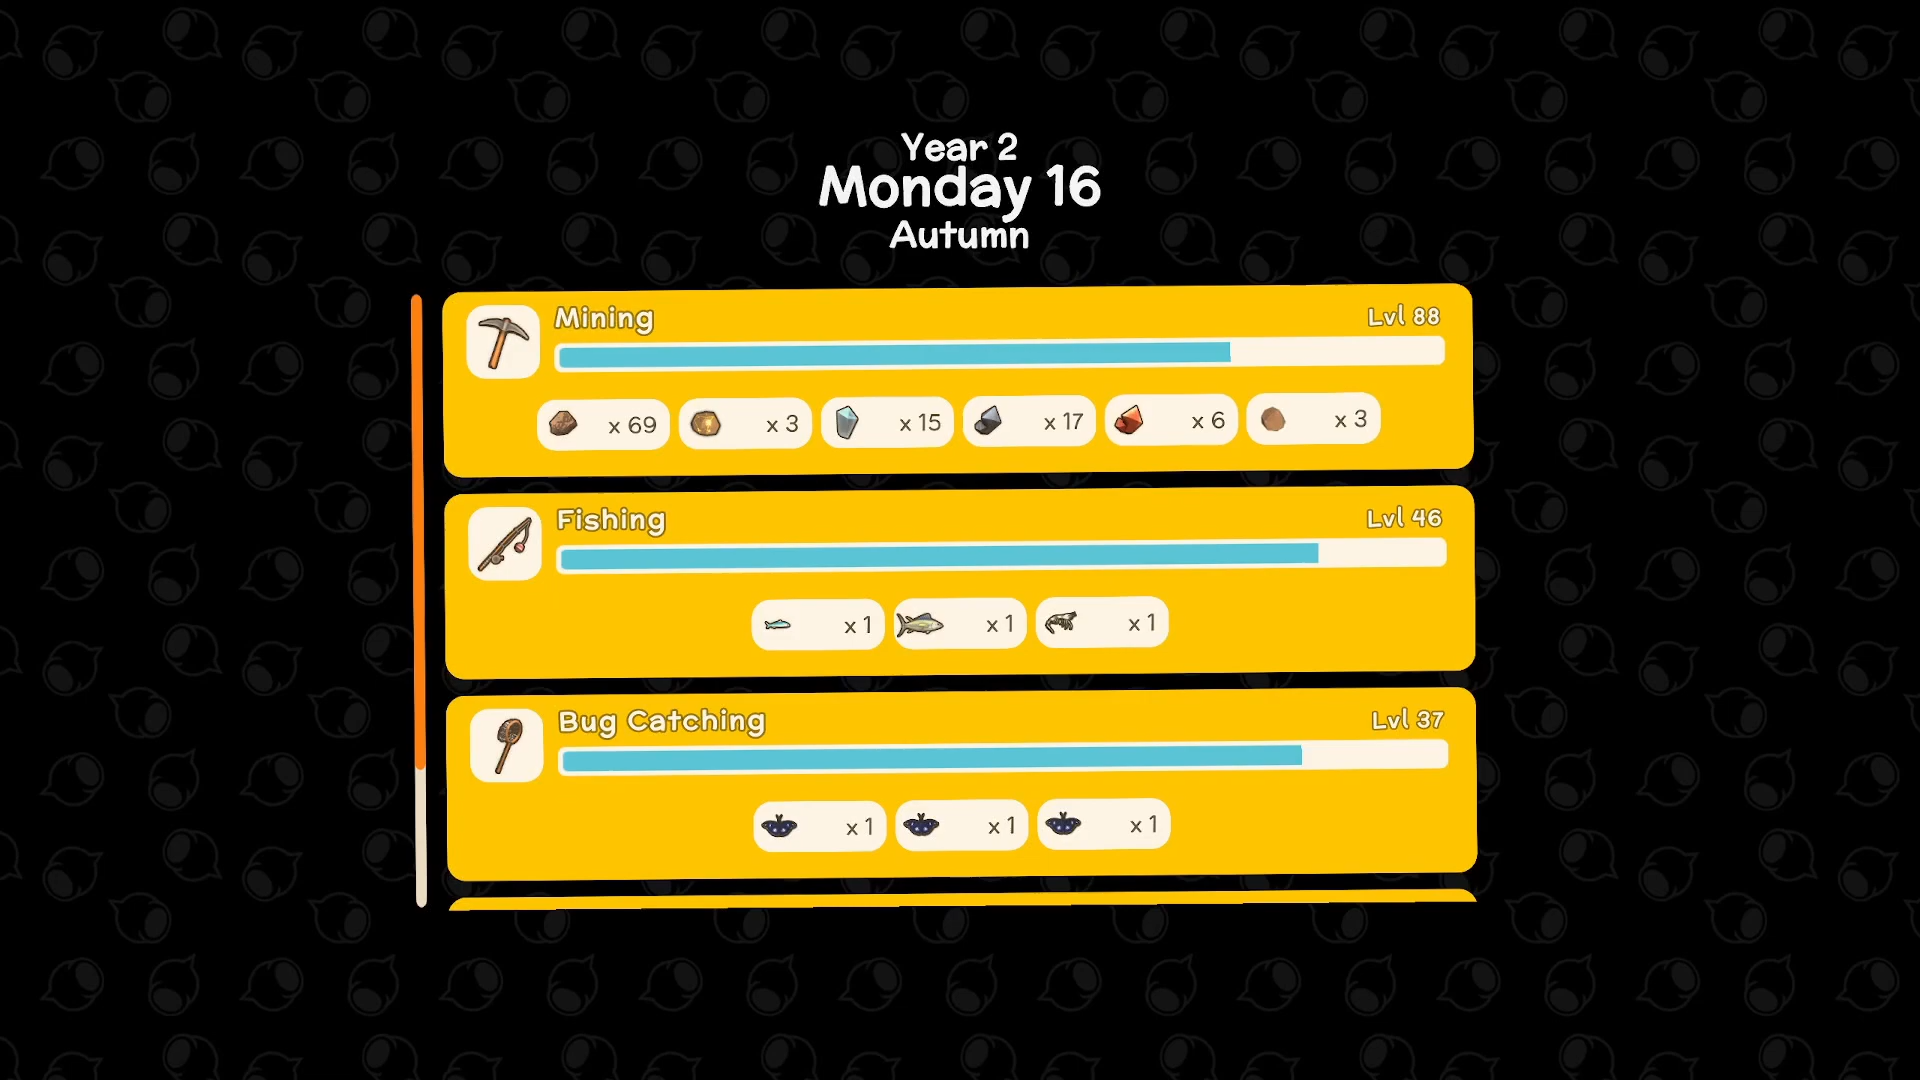 Year 2
Monday 16
Autumn
Mining
Lvl 88
x 69
x 3
x 15
x 17
x 6
x 3
Fishing
Lvl 46
x 1
x 1
x 1
Bug Catching
Lvl 37
x 1
x 1
x 1